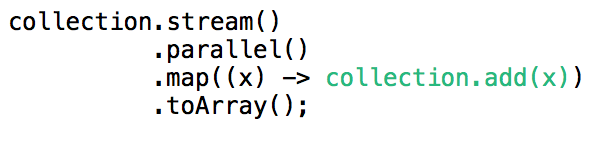 collection.stream()
.parallel()
.map((x) -> collection.add(x))
.toArray();